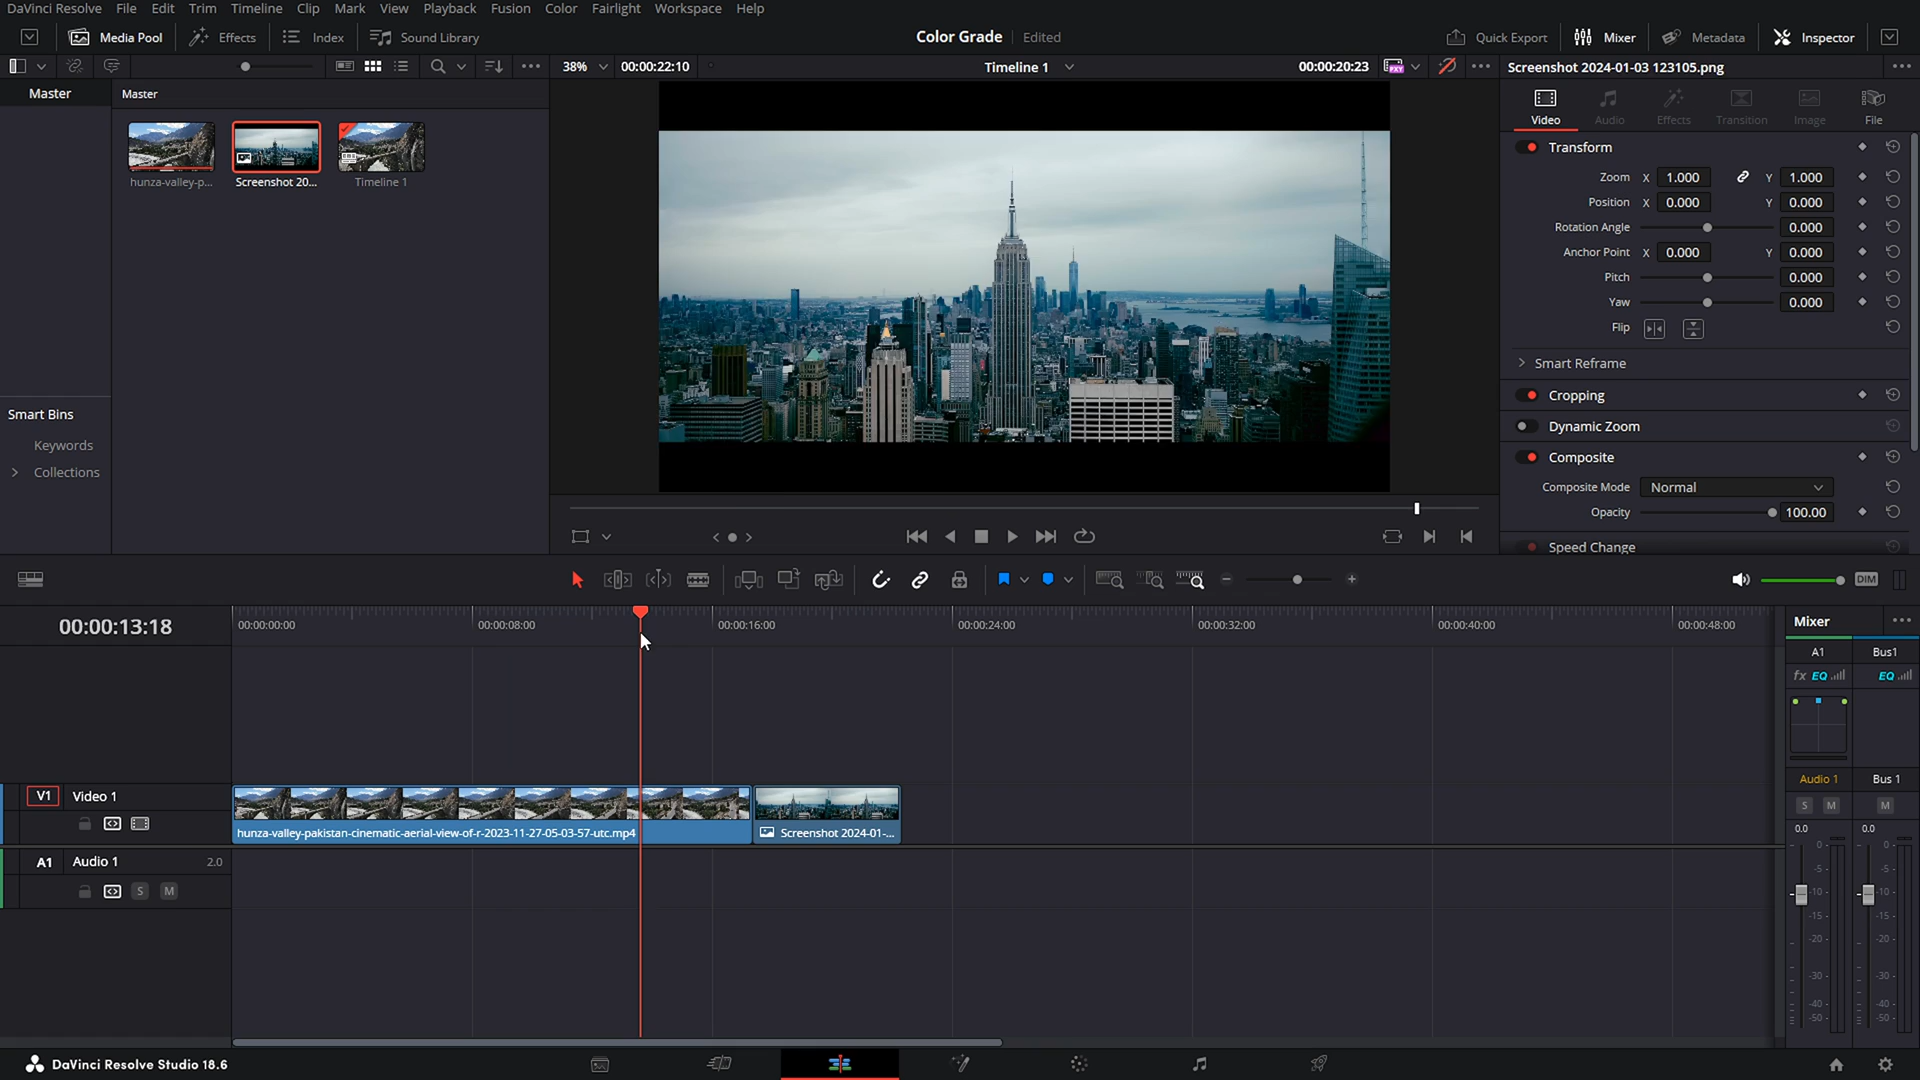 DaVinci Resolve File Edit Trim Timeline Clip Mark View Playback Fusion Color Fairlight Workspace Help
Media Pool Effects Index Sound Library Color Grade Edited Quick Export Mixer Metadata Inspector
38% 00:00:22:10 Timeline 1 00:00:20:23 PXY Screenshot 2024-01-03 123105.png
Master Master
Video Audio Effects Transition Image File
hunza-valley-p... Screenshot 20... Timeline 1
Transform
Zoom X 1.000 Y 1.000
Position X 0.000 Y 0.000
Rotation Angle 0.000
Anchor Point X 0.000 Y 0.000
Pitch 0.000
Yaw 0.000
Flip
Smart Reframe
Cropping
Smart Bins
Dynamic Zoom
Keywords
Composite
Collections
Composite Mode Normal
Opacity 100.00
Speed Change
DIM
00:00:13:18 00:00:00:00 00:00:08:00 00:00:16:00 00:00:24:00 00:00:32:00 00:00:40:00 00:00:48:00
Mixer
A1 Bus1
fx EQ EQ
Audio 1 Bus 1
V1 Video 1
S M M
hunza-valley-pakistan-cinematic-aerial-view-of-r-2023-11-27-05-03-57-utc.mp4 Screenshot 2024-01-...
0.0 0.0
A1 Audio 1 2.0
S M
0- 0-
-5- -5-
-10- -10-
-15- -15-
-20- -20-
-30- -30-
-40- -40-
-50- -50-
DaVinci Resolve Studio 18.6